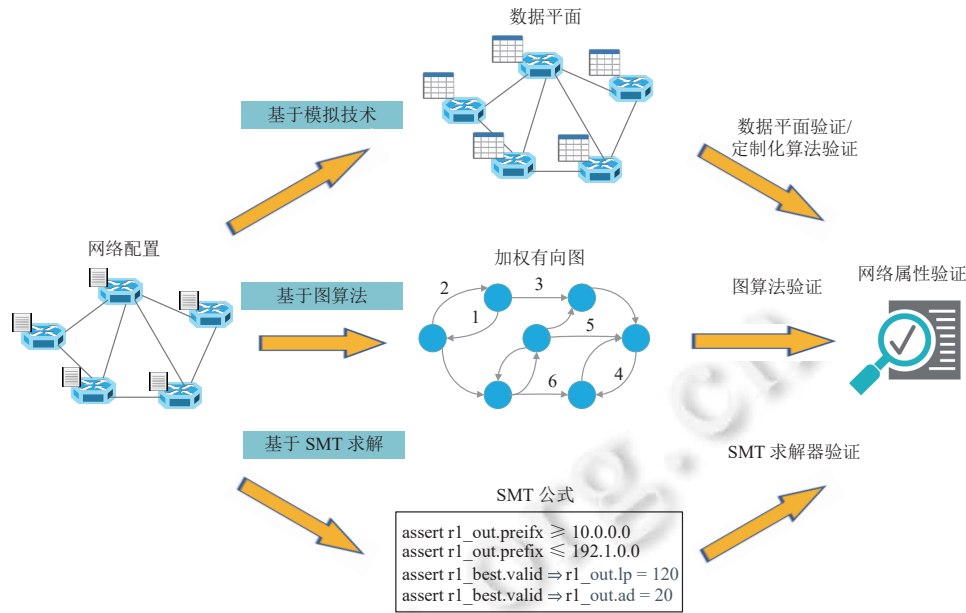 数据平面
基于模拟技术
数据平面验证/
定制化算法验证
网络配置
加权有向图
基于图算法
2
3
1
5
6
4
图算法验证
网络属性验证
基于 SMT 求解
SMT 求解器验证
SMT 公式
assert r1_out.preifx ≥ 10.0.0.0
assert r1_out.prefix ≤ 192.1.0.0
assert r1_best.valid ⇒ r1_out.lp = 120
assert r1_best.valid ⇒ r1_out.ad = 20
org.cn